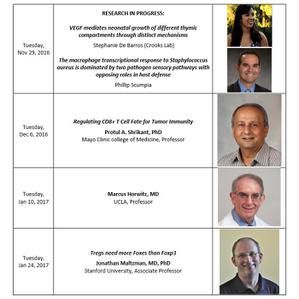 RESEARCH IN PROGRESS:
Tuesday,
Nov 29, 2016
VEGF mediates neonatal growth of different thymic
compartments through distinct mechanisms
Stephanie De Barros (Crooks Lab)
The macrophage transcriptional response to Staphylococcus
aureus is dominated by two pathogen sensing pathways with
opposing roles in host defense
Phillip Scumpia
Tuesday,
Dec 6, 2016
Regulating CD8+ T Cell Fate for Tumor Immunity
Protul A. Shrikant, PhD
Mayo Clinic college of Medicine, Professor
Tuesday,
Jan 10, 2017
Marcus Horwitz, MD
UCLA, Professor
Tuesday,
Jan 24, 2017
Tregs need more Foxes than Foxp3
Jonathan Maltzman, MD, PhD
Stanford University, Associate Professor